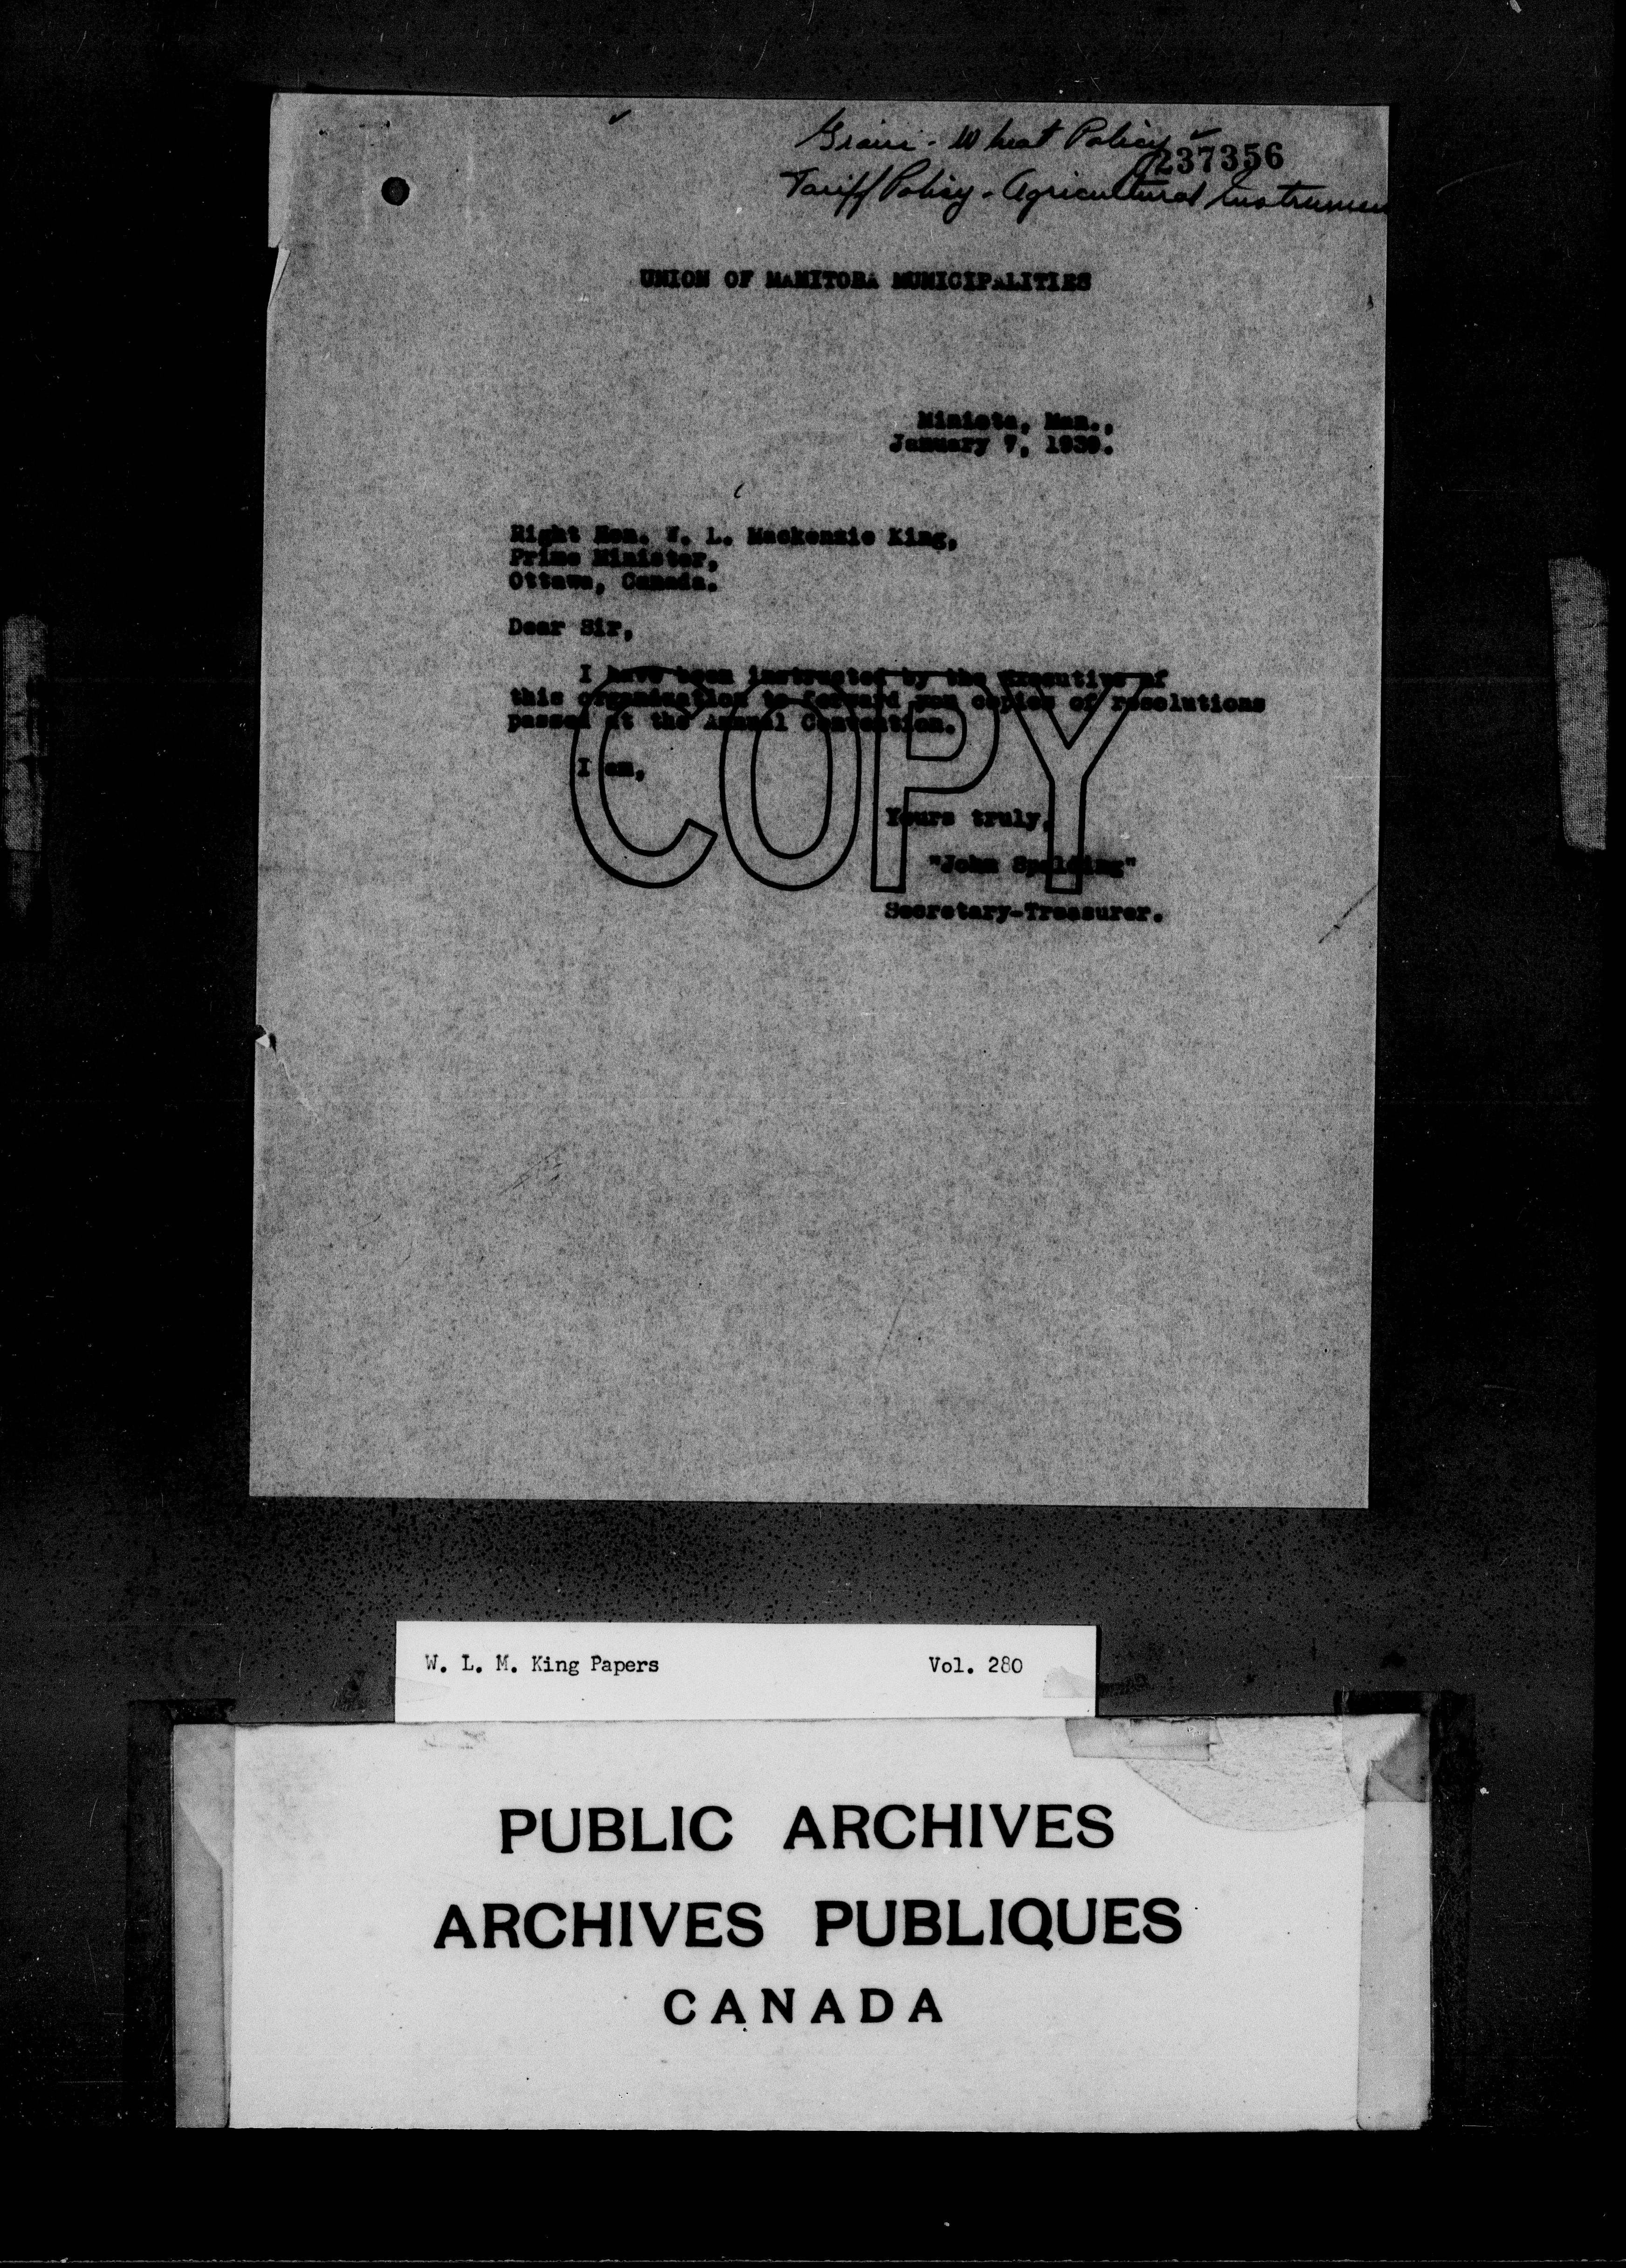 Grain - Wheat Policy
237356
Tariff Policy - Agricultural Instrumen
UNION OF MANITOBA MUNICIPALITIES
Miniota, Man.,
January 7, 1939.
Right Hon. W. L. Mackenzie King,
Prime Minister,
Ottawa, Canada.
Dear Sir,
I have been instructed by the Executive of
this organization to forward you copies of resolutions
passed at the Annual Convention.
COPY
I am,
Yours truly,
"John Spalding"
Secretary-Treasurer.
W. L. M. King Papers Vol. 280
PUBLIC ARCHIVES
ARCHIVES PUBLIQUES
CANADA